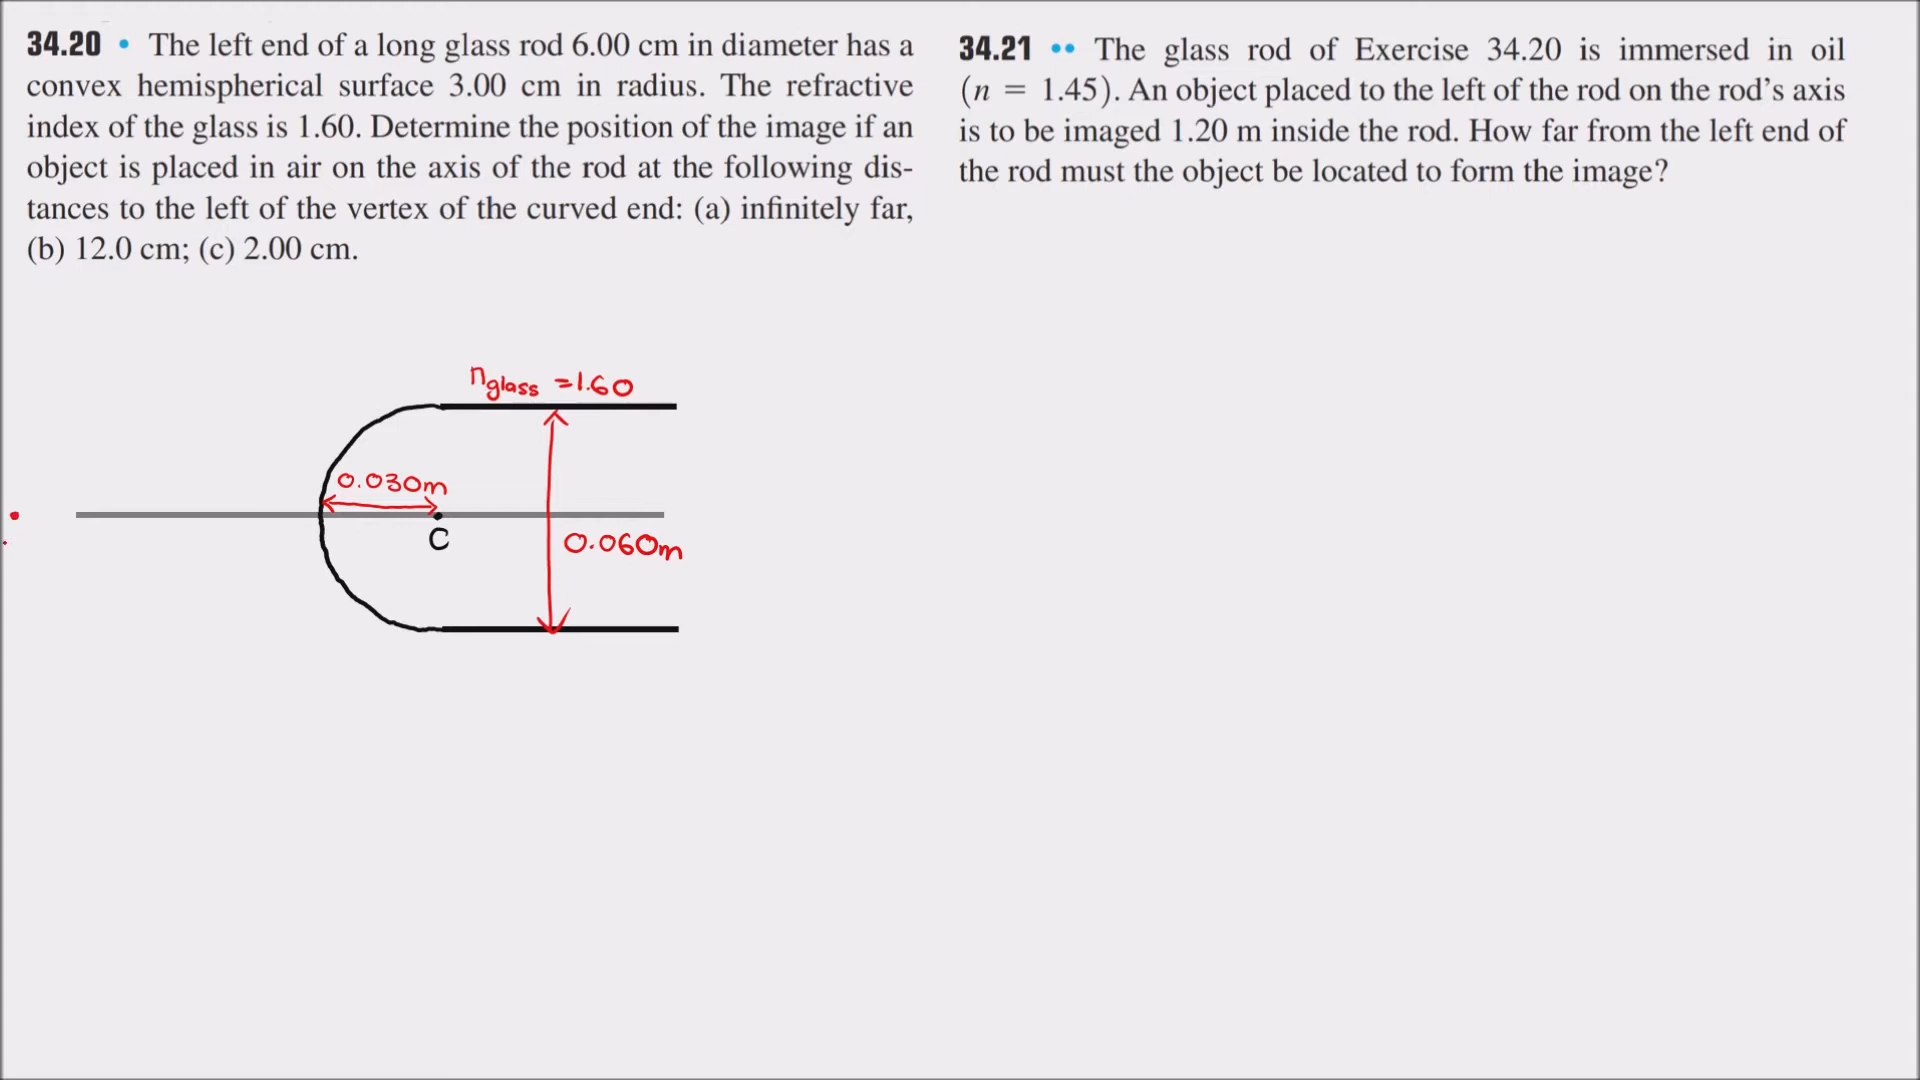 34.20 • The left end of a long glass rod 6.00 cm in diameter has a
convex hemispherical surface 3.00 cm in radius. The refractive
index of the glass is 1.60. Determine the position of the image if an
object is placed in air on the axis of the rod at the following dis-
tances to the left of the vertex of the curved end: (a) infinitely far,
(b) 12.0 cm; (c) 2.00 cm.
34.21 •• The glass rod of Exercise 34.20 is immersed in oil
(n = 1.45). An object placed to the left of the rod on the rod's axis
is to be imaged 1.20 m inside the rod. How far from the left end of
the rod must the object be located to form the image?
nglass = 1.60
0.030m
C
0.060m